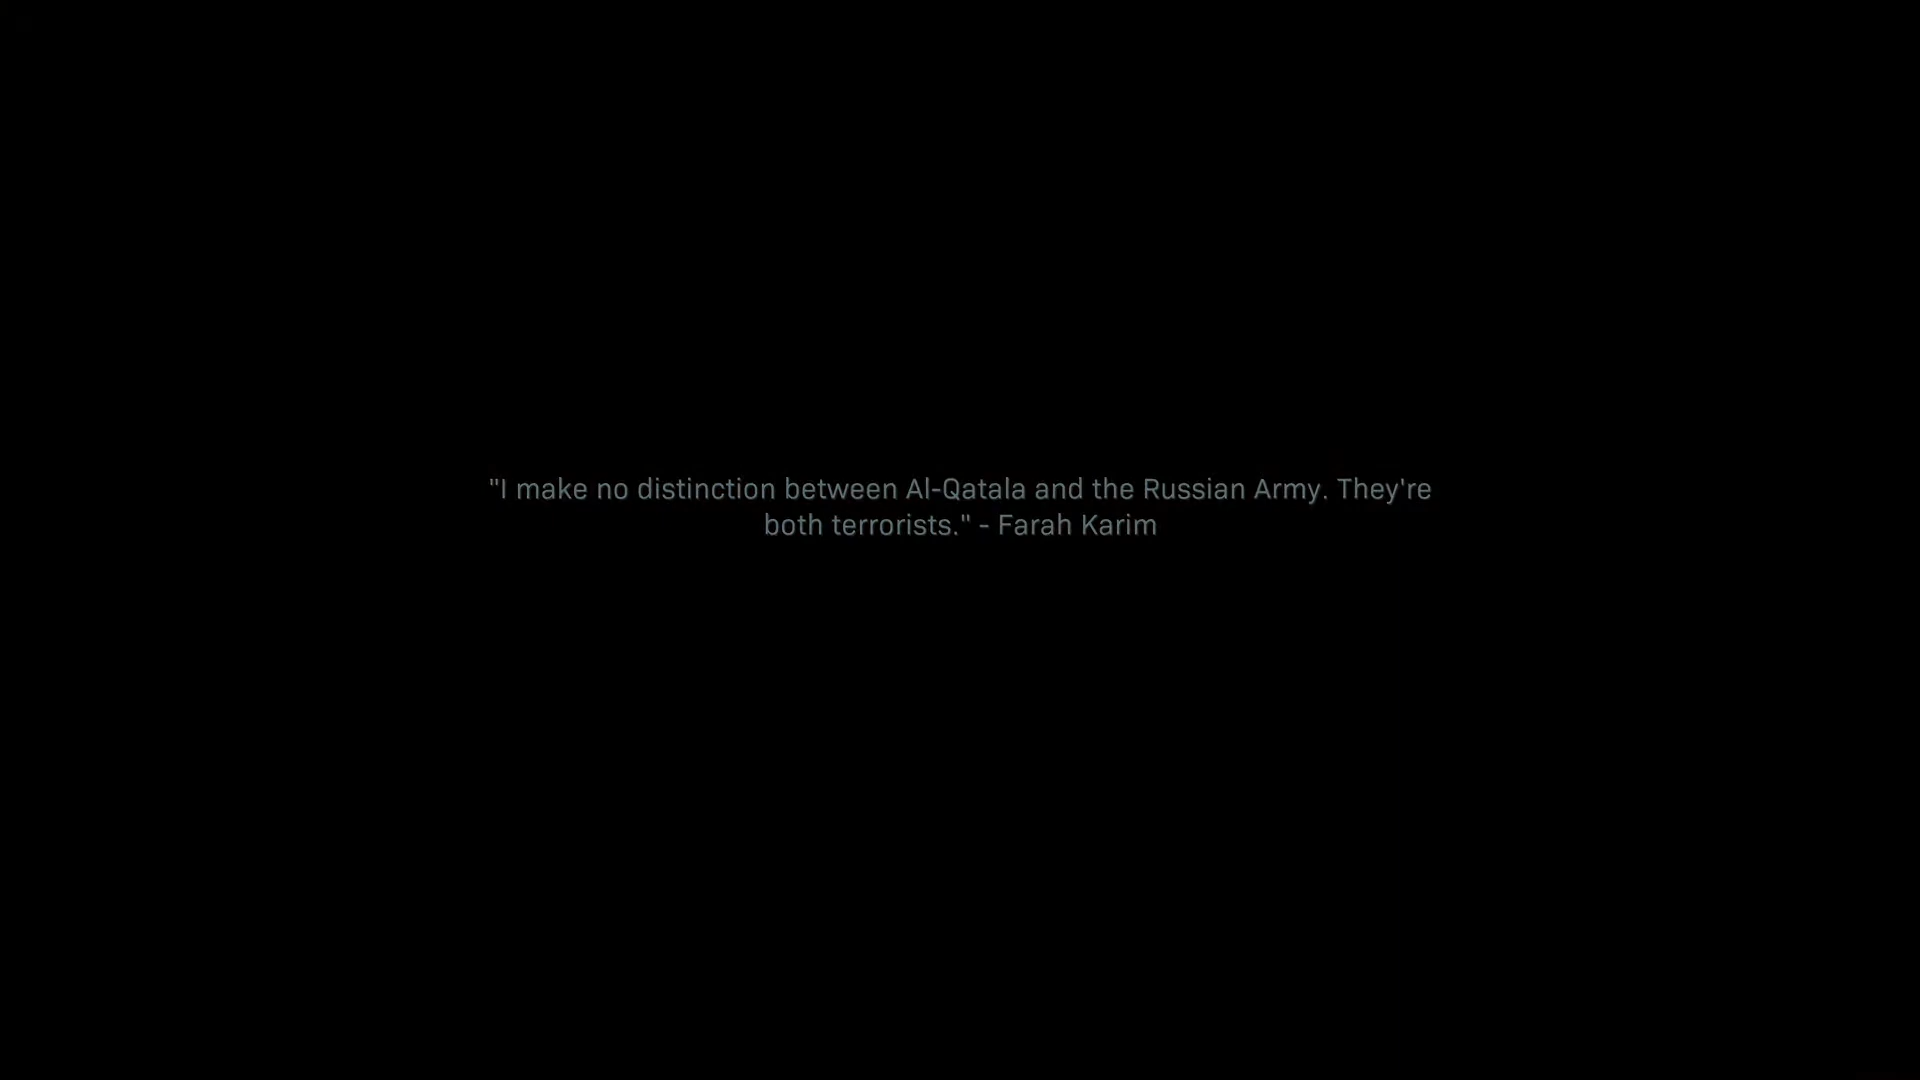 "I make no distinction between Al-Qatala and the Russian Army. They're
both terrorists." - Farah Karim